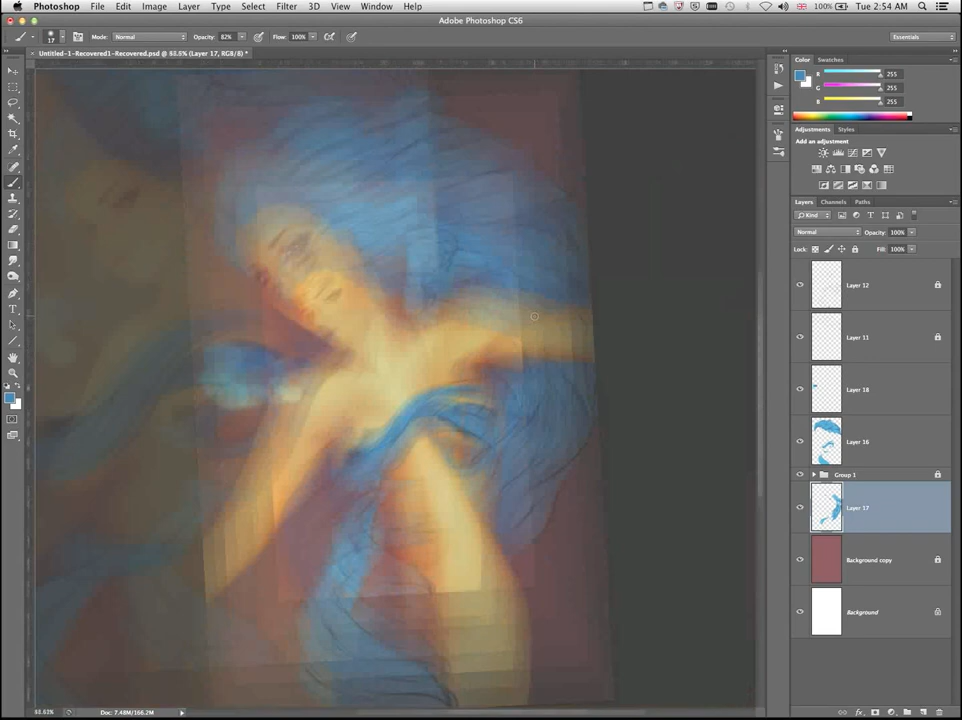 Photoshop File Edit Image Layer Type Select Filter 3D View Window Help 100% Tue 2:54 AM
Adobe Photoshop CS6
17 Mode: Normal Opacity: 82% Flow: 100% Essentials
Untitled-1-Recovered1-Recovered.psd @ 88.6% (Layer 17, RGB/8) *
Color Swatches
R 255
G 255
B 255
Adjustments Styles
Add an adjustment
Layers Channels Paths
Kind
Normal Opacity: 100%
Lock: Fill: 100%
Layer 12
Layer 11
Layer 18
Layer 16
Group 1
Layer 17
Background copy
Background
Doc: 7.48M/166.2M